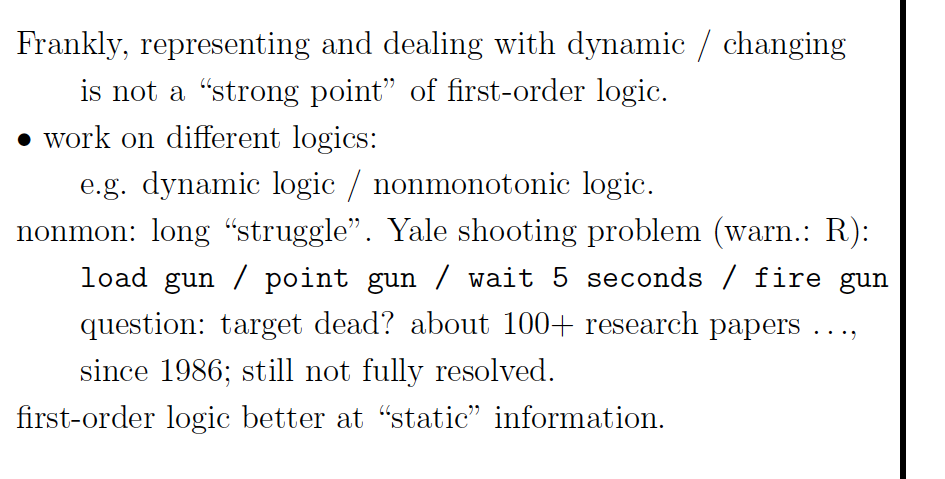 Frankly, representing and dealing with dynamic / changing
is not a “strong point” of first-order logic.
• work on different logics:
e.g. dynamic logic / nonmonotonic logic.
nonmon: long “struggle”. Yale shooting problem (warn.: R):
load gun / point gun / wait 5 seconds / fire gun
question: target dead? about 100+ research papers ...,
since 1986; still not fully resolved.
first-order logic better at “static” information.